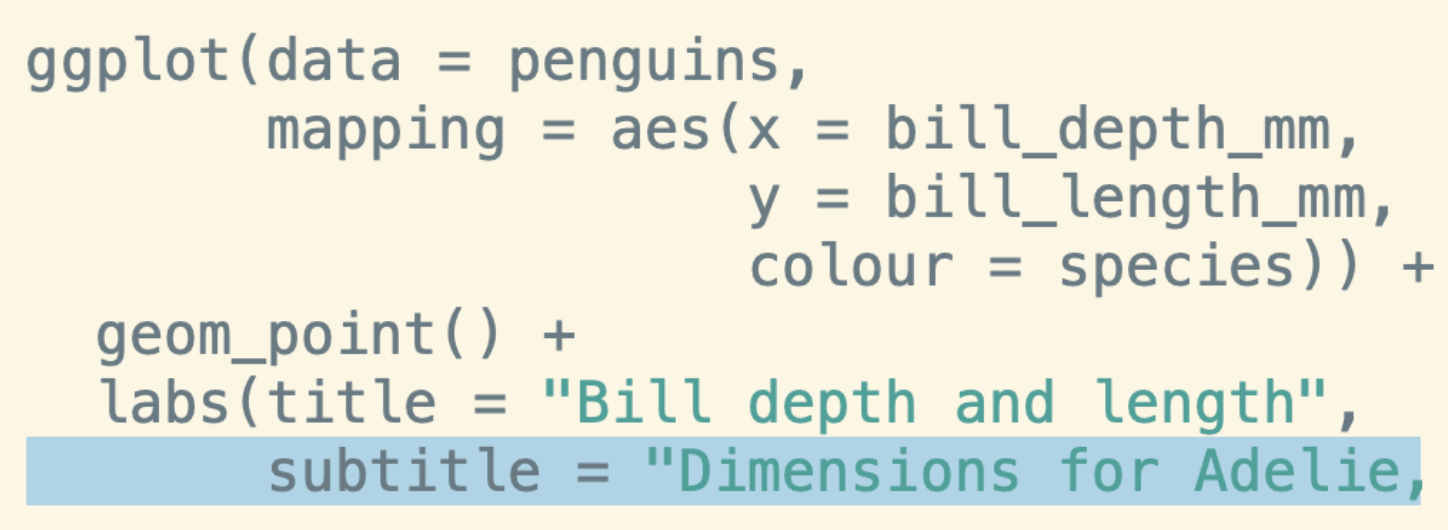 ggplot(data = penguins,
       mapping = aes(x = bill_depth_mm,
                     y = bill_length_mm,
                     colour = species)) +
  geom_point() +
  labs(title = "Bill depth and length",
       subtitle = "Dimensions for Adelie,